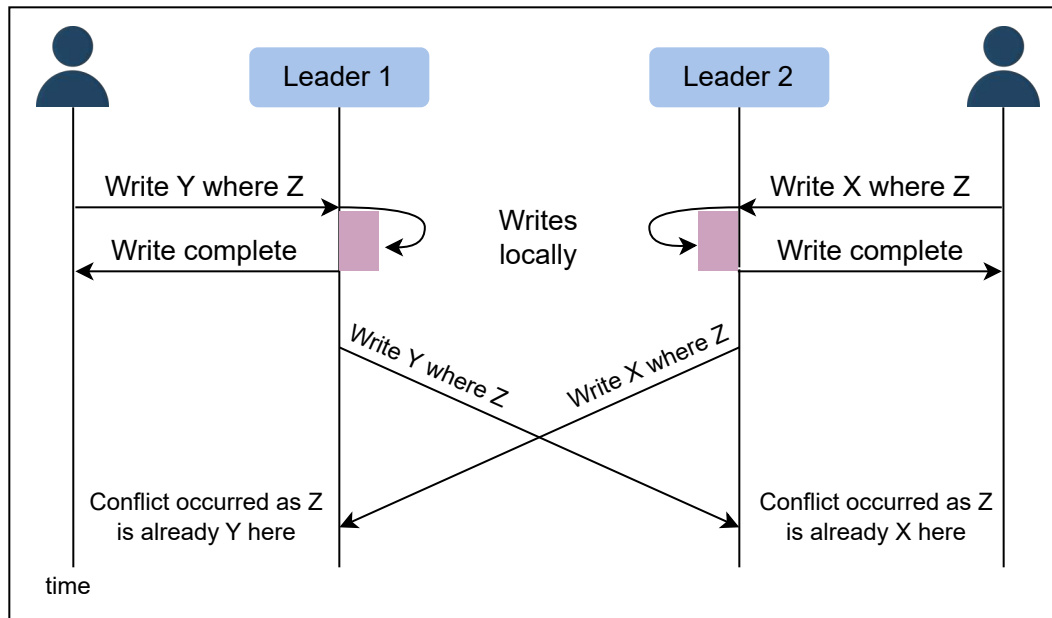 Leader 1
Leader 2
Write Y where Z
Write X where Z
Writes
locally
Write complete
Write complete
Write Y where Z
Write X where Z
Conflict occurred as Z
is already Y here
Conflict occurred as Z
is already X here
time